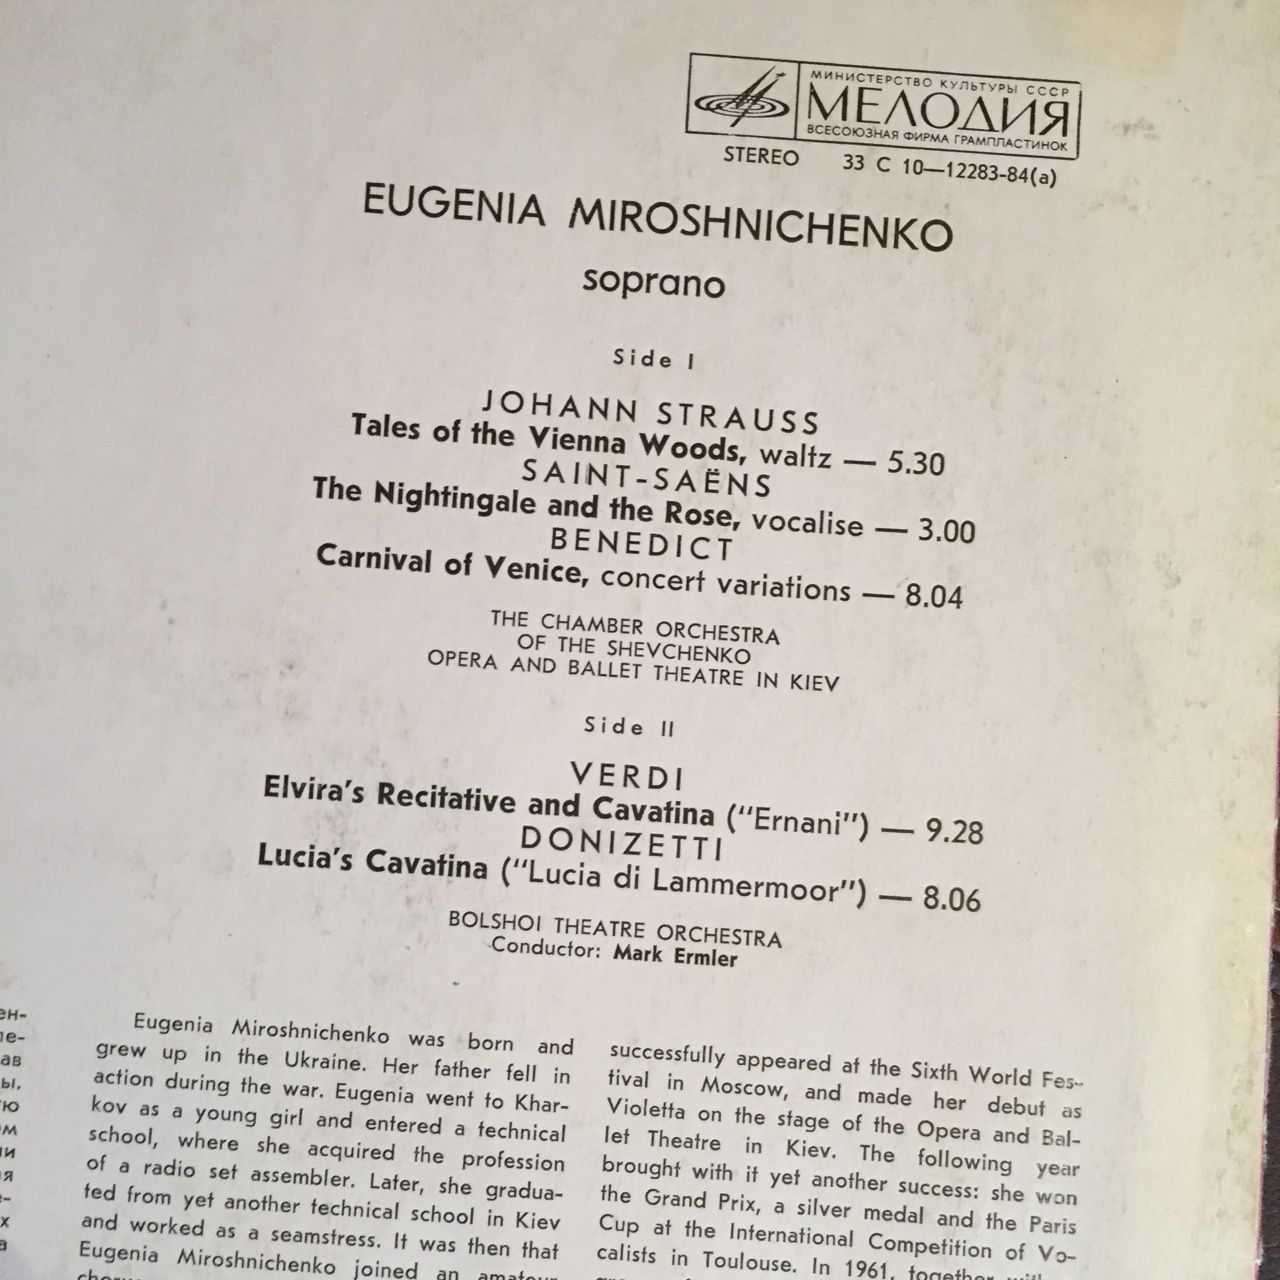 МИНИСТЕРСТВО КУЛЬТУРЫ СССР
МЕЛОДИЯ
ВСЕСОЮЗНАЯ ФИРМА ГРАМПЛАСТИНОК
STEREO 33 С 10—12283-84(a)
EUGENIA MIROSHNICHENKO
soprano
Side I
JOHANN STRAUSS
Tales of the Vienna Woods, waltz — 5.30
SAINT-SAËNS
The Nightingale and the Rose, vocalise — 3.00
BENEDICT
Carnival of Venice, concert variations — 8.04
THE CHAMBER ORCHESTRA
OF THE SHEVCHENKO
OPERA AND BALLET THEATRE IN KIEV
Side II
VERDI
Elvira's Recitative and Cavatina ("Ernani") — 9.28
DONIZETTI
Lucia's Cavatina ("Lucia di Lammermoor") — 8.06
BOLSHOI THEATRE ORCHESTRA
Conductor: Mark Ermler
Eugenia Miroshnichenko was born and
grew up in the Ukraine. Her father fell in
action during the war. Eugenia went to Khar-
kov as a young girl and entered a technical
school, where she acquired the profession
of a radio set assembler. Later, she gradua-
ted from yet another technical school in Kiev
and worked as a seamstress. It was then that
Eugenia Miroshnichenko joined an
successfully appeared at the Sixth World Fes-
tival in Moscow, and made her debut as
Violetta on the stage of the Opera and Bal-
let Theatre in Kiev. The following year
brought with it yet another success: she won
the Grand Prix, a silver medal and the Paris
Cup at the International Competition of Vo-
calists in Toulouse. In 1961, together